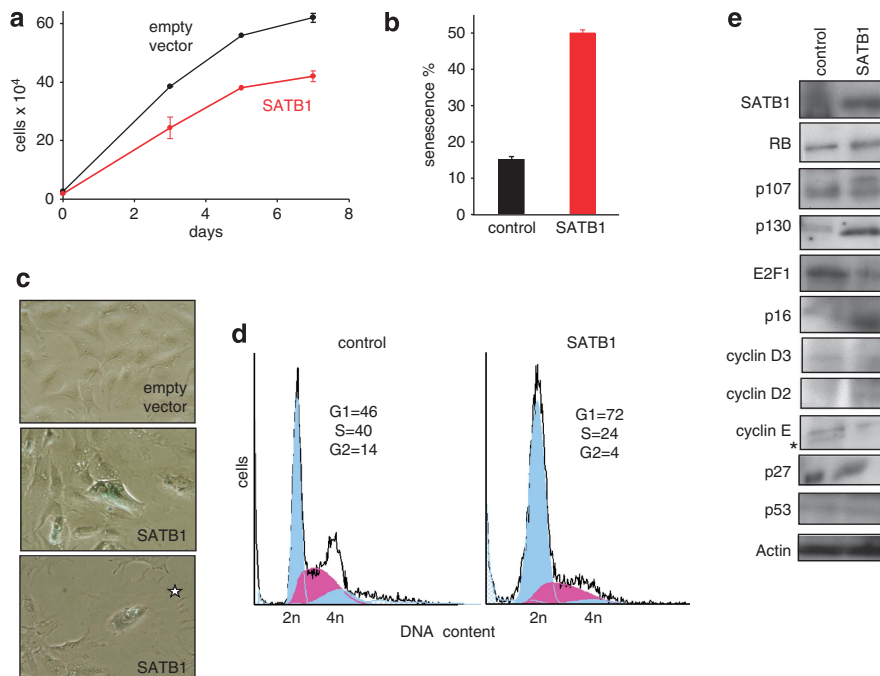 a
60
40
20
0
cells x 10⁴
empty
vector
SATB1
0 2 4 6 8
days
b
50
40
30
20
10
0
senescence %
control SATB1
c
empty
vector
SATB1
SATB1
d
control
G1=46
S=40
G2=14
cells
2n 4n
SATB1
G1=72
S=24
G2=4
2n 4n
DNA content
e
control
SATB1
SATB1
RB
p107
p130
E2F1
p16
cyclin D3
cyclin D2
cyclin E
*
p27
p53
Actin